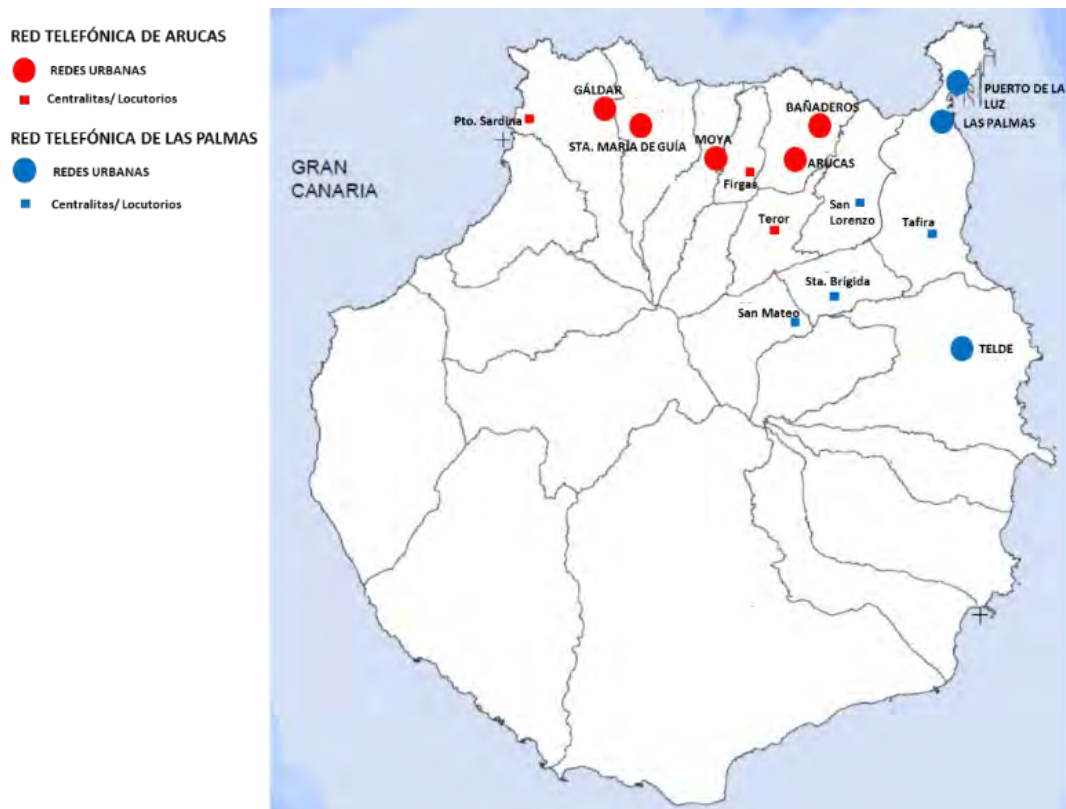 RED TELEFÓNICA DE ARUCAS
REDES URBANAS
Centralitas/ Locutorios
RED TELEFÓNICA DE LAS PALMAS
REDES URBANAS
Centralitas/ Locutorios
GRAN
CANARIA
Pto. Sardina
GÁLDAR
STA. MARÍA DE GUÍA
MOYA
Firgas
BAÑADEROS
ARUCAS
Teror
San
Lorenzo
PUERTO DE LA
LUZ
LAS PALMAS
Tafira
Sta. Brígida
San Mateo
TELDE